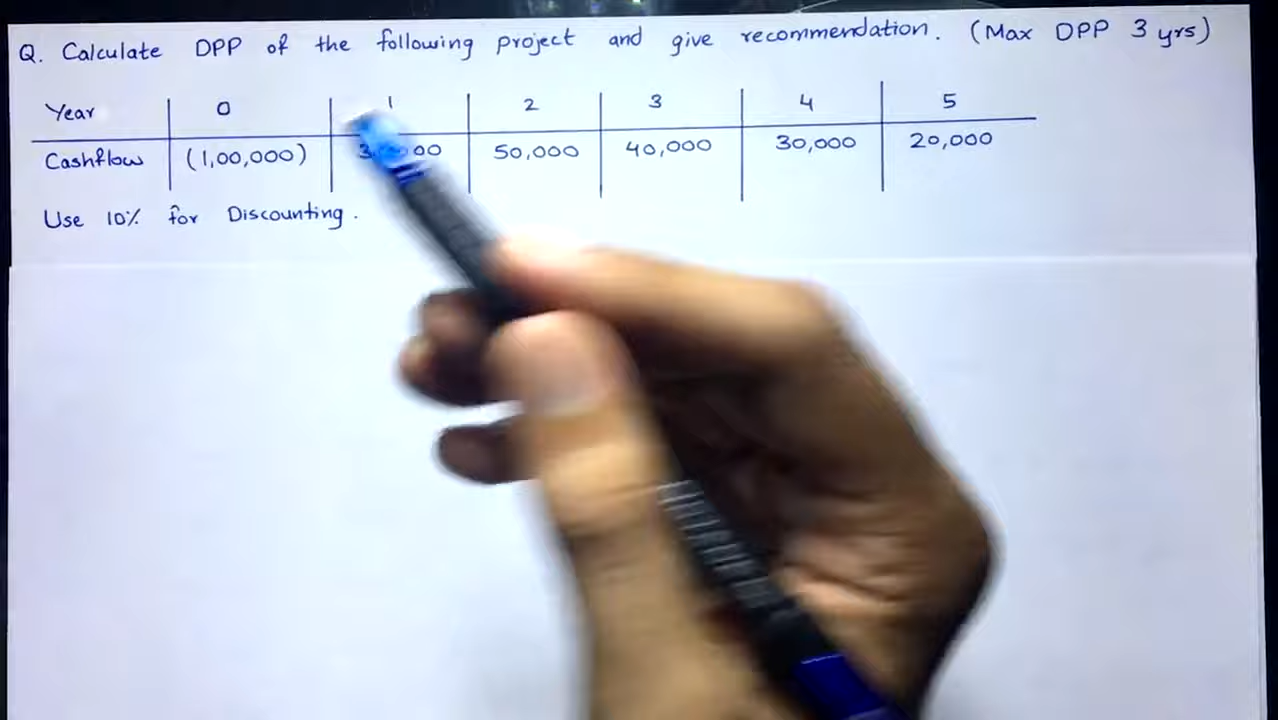 Q. Calculate DPP of the following project and give recommendation. (Max DPP 3 yrs)
Year 0 1 2 3 4 5
Cashflow (1,00,000) 50,000 40,000 30,000 20,000
Use 10% for Discounting.